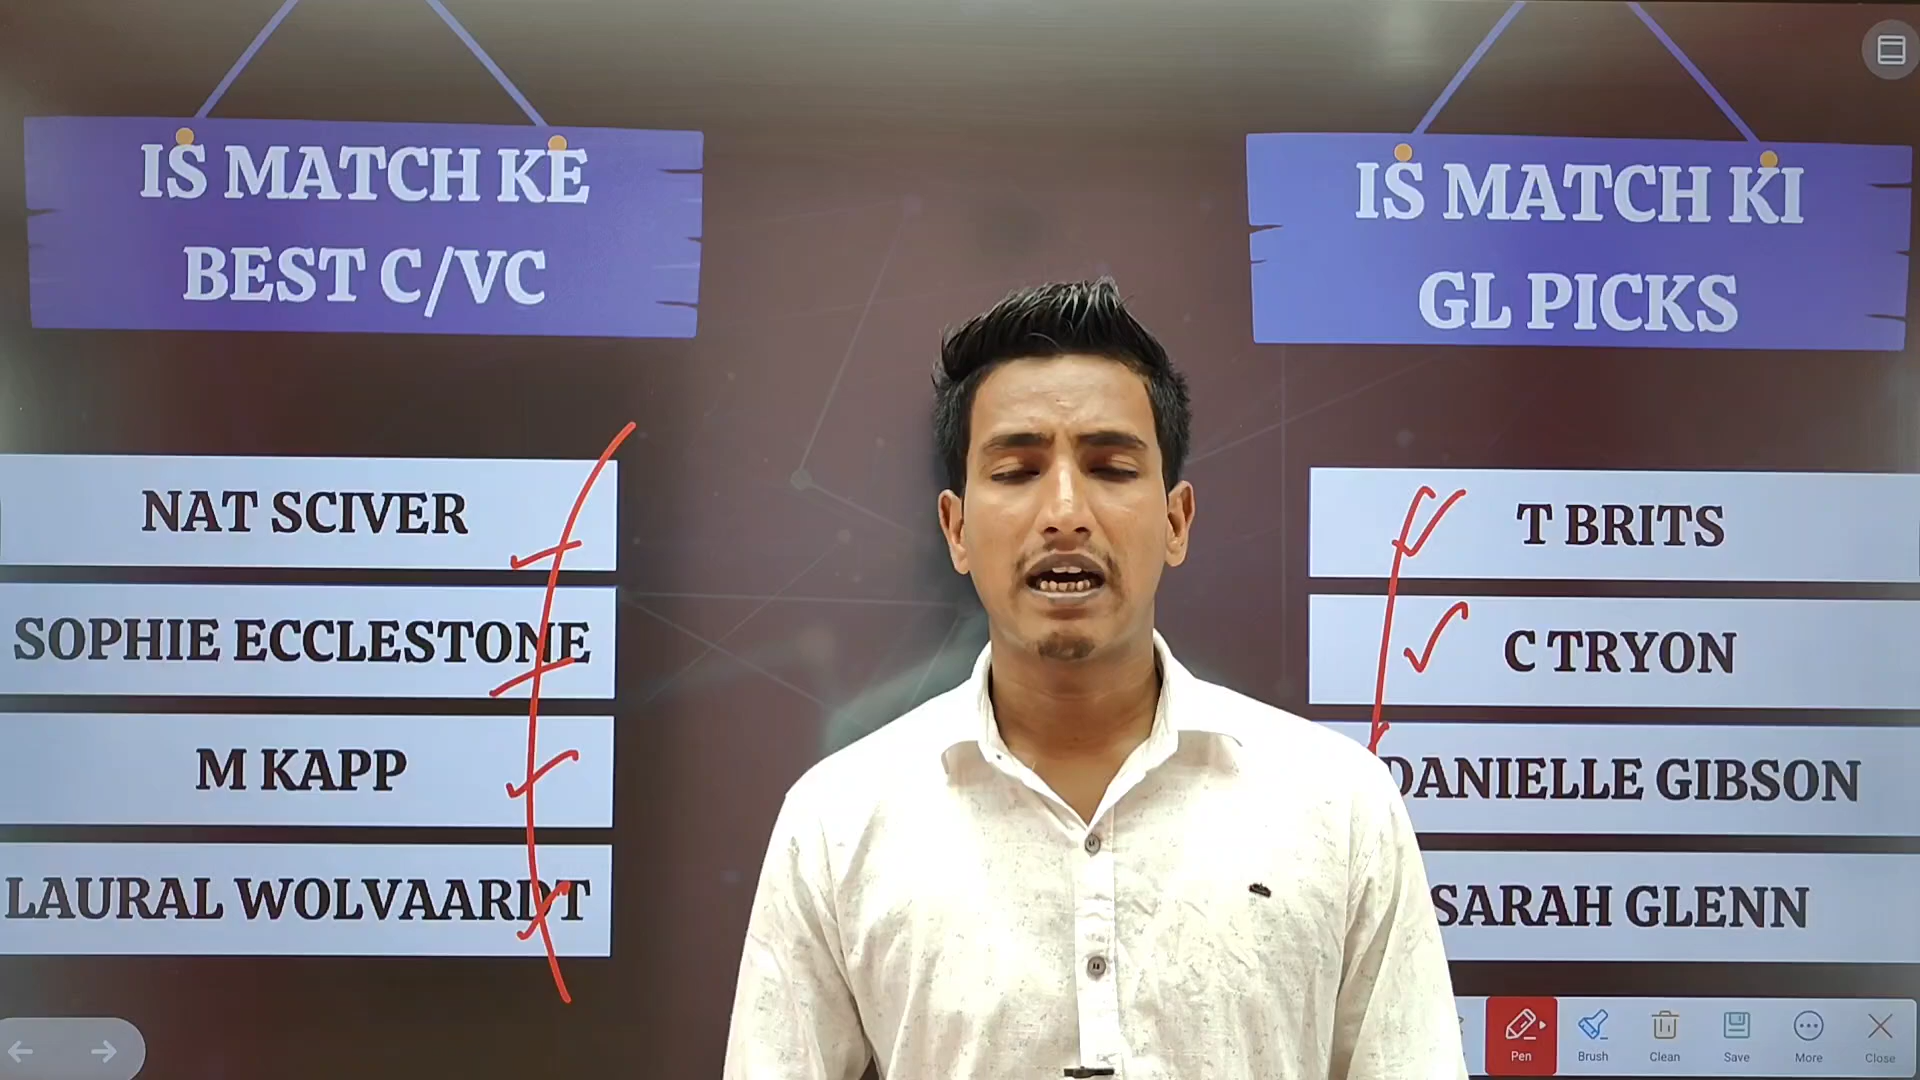 IS MATCH KE
BEST C/VC
NAT SCIVER
SOPHIE ECCLESTONE
M KAPP
LAURAL WOLVAARDT
IS MATCH KI
GL PICKS
T BRITS
C TRYON
DANIELLE GIBSON
SARAH GLENN
Pen
Brush
Clean
Save
More
Close